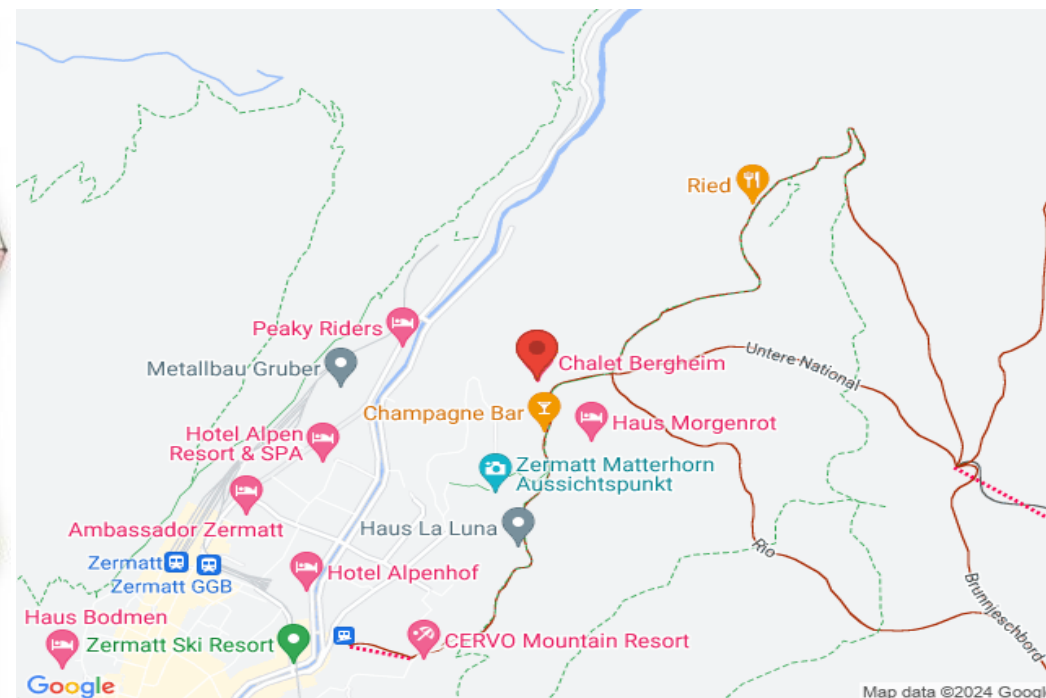 Ried
Peaky Riders
Untere National
Metallbau Gruber
Chalet Bergheim
Champagne Bar
Haus Morgenrot
Hotel Alpen
Resort & SPA
Zermatt Matterhorn
Aussichtspunkt
Ambassador Zermatt
Haus La Luna
Rio
Zermatt
Zermatt GGB
Hotel Alpenhof
Brunnjeschbord
Haus Bodmen
Zermatt Ski Resort
CERVO Mountain Resort
Google
Map data ©2024 Googl